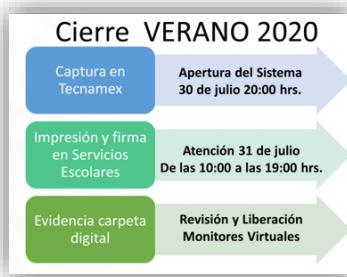 Cierre VERANO 2020
Captura en
Tecnamex
Apertura del Sistema
30 de julio 20:00 hrs.
Impresión y firma
en Servicios
Escolares
Atención 31 de julio
De las 10:00 a las 19:00 hrs.
Evidencia carpeta
digital
Revisión y Liberación
Monitores Virtuales